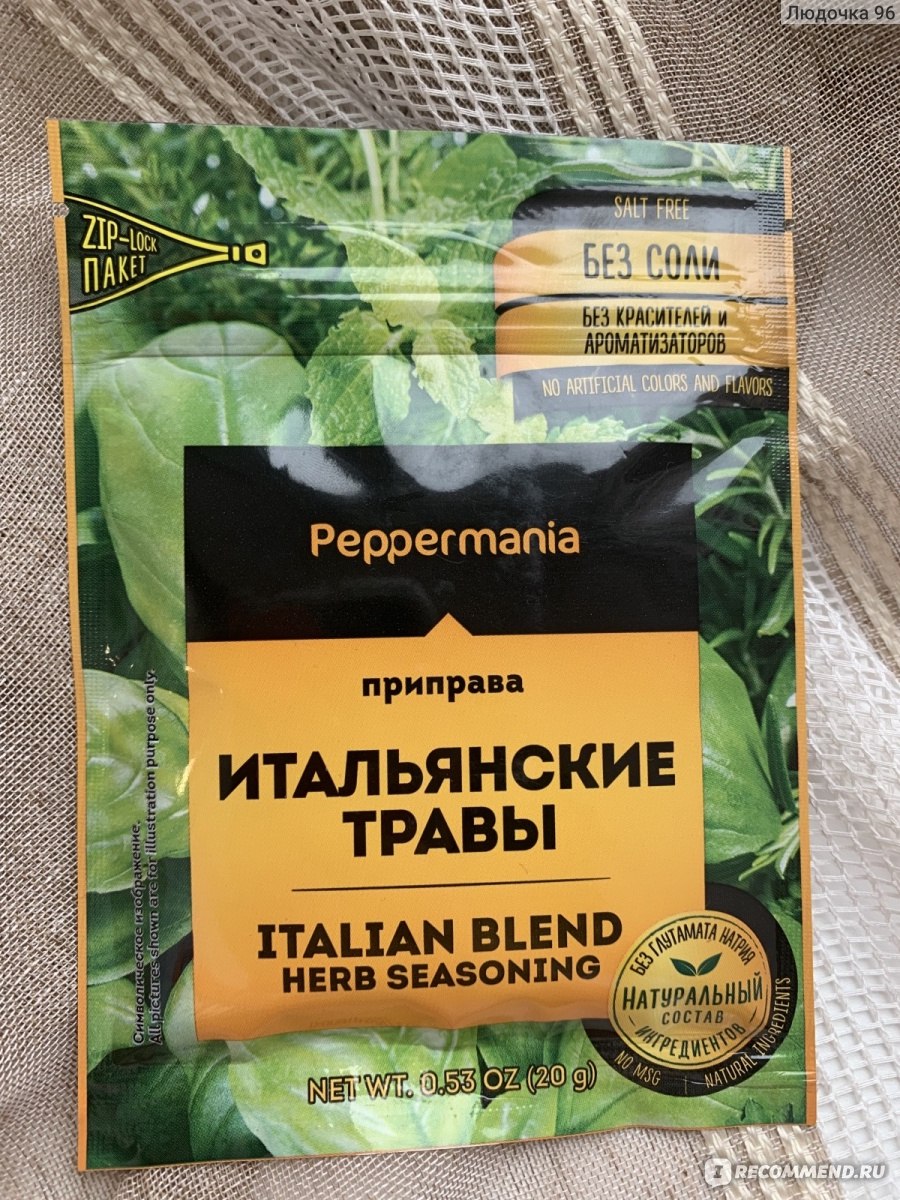 Людочка 96
ZIP-LOCK
ПАКЕТ
SALT FREE
БЕЗ СОЛИ
БЕЗ КРАСИТЕЛЕЙ И
АРОМАТИЗАТОРОВ
NO ARTIFICIAL COLORS AND FLAVORS
Peppermania
приправа
ИТАЛЬЯНСКИЕ
ТРАВЫ
ITALIAN BLEND
HERB SEASONING
Символическое изображение.
All pictures shown are for illustration purpose only.
БЕЗ ГЛУТАМАТА НАТРИЯ
НАТУРАЛЬНЫЙ
СОСТАВ
ИНГРЕДИЕНТОВ
NO MSG | NATURAL INGREDIENTS
NET WT. 0.53 OZ (20 g)
IRECOMMEND.RU